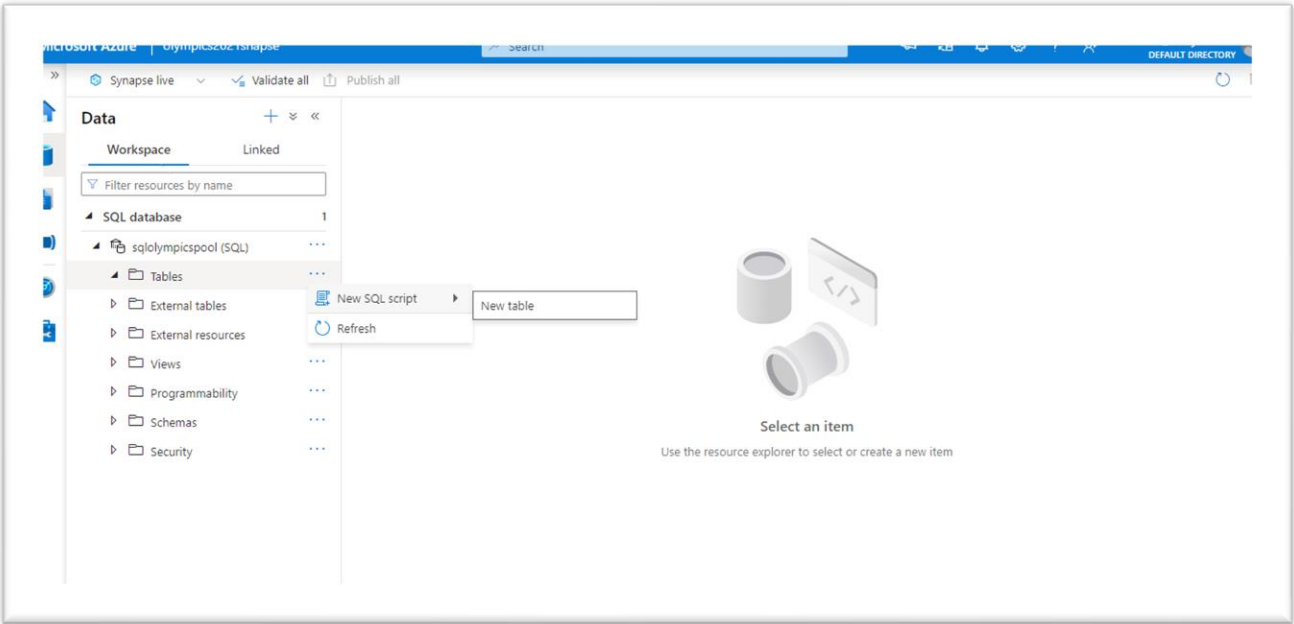 Microsoft Azure | olympics2021snapse
Search
DEFAULT DIRECTORY
Synapse live
Validate all
Publish all
Data
Workspace
Linked
Filter resources by name
SQL database 1
sqlolympicspool (SQL)
Tables
New SQL script
New table
External tables
Refresh
External resources
Views
Programmability
Schemas
Security
Select an item
Use the resource explorer to select or create a new item